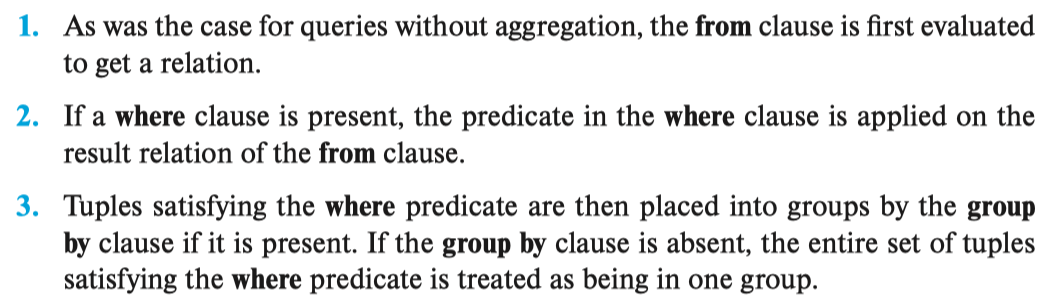 1. As was the case for queries without aggregation, the from clause is first evaluated
to get a relation.
2. If a where clause is present, the predicate in the where clause is applied on the
result relation of the from clause.
3. Tuples satisfying the where predicate are then placed into groups by the group
by clause if it is present. If the group by clause is absent, the entire set of tuples
satisfying the where predicate is treated as being in one group.